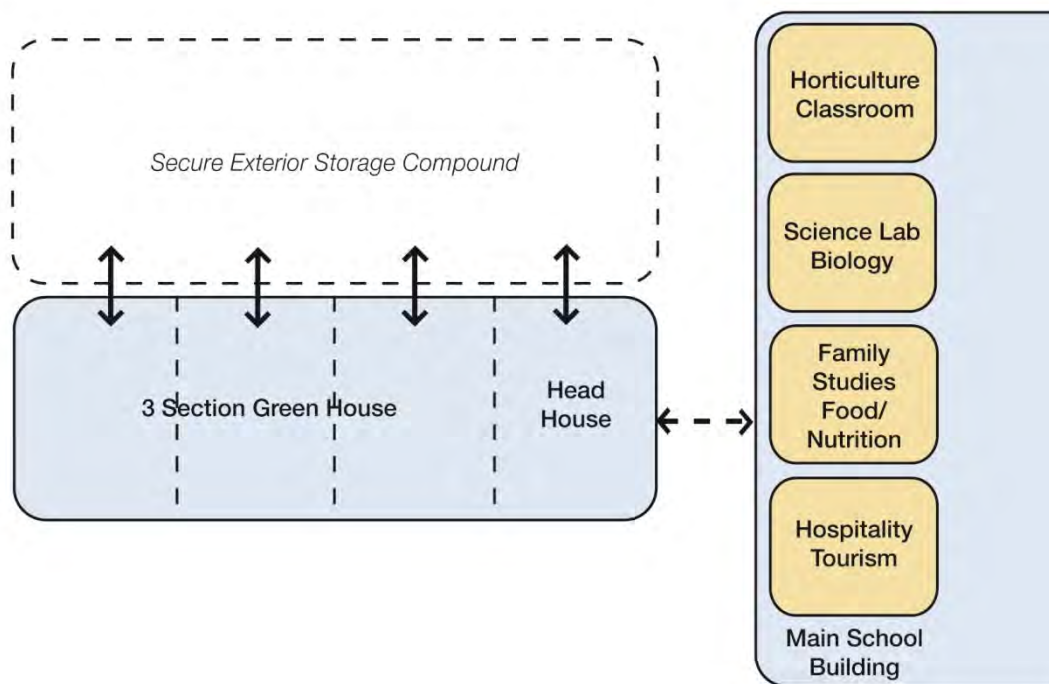 Secure Exterior Storage Compound
3 Section Green House
Head
House
Horticulture
Classroom
Science Lab
Biology
Family
Studies
Food/
Nutrition
Hospitality
Tourism
Main School
Building